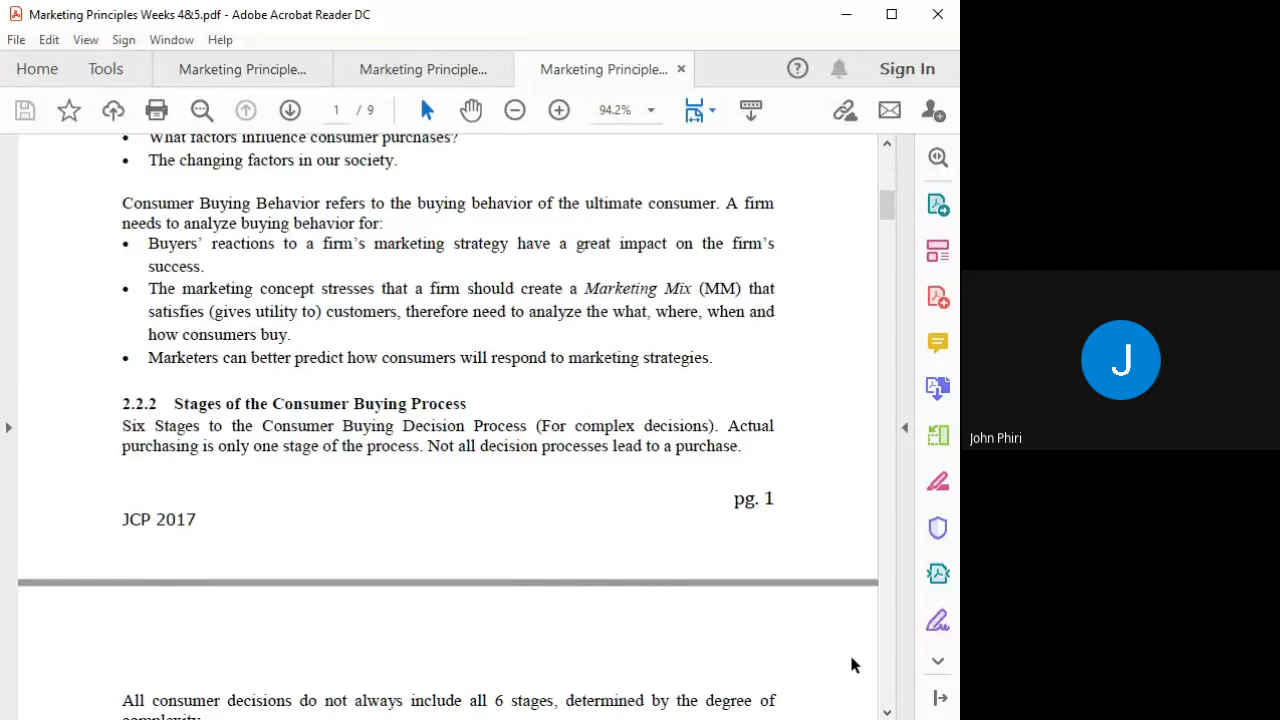 Marketing Principles Weeks 4&5.pdf - Adobe Acrobat Reader DC
File Edit View Sign Window Help
Home Tools Marketing Principle... Marketing Principle... Marketing Principle... Sign In
1 / 9 94.2%
• What factors influence consumer purchases?
• The changing factors in our society.
Consumer Buying Behavior refers to the buying behavior of the ultimate consumer. A firm
needs to analyze buying behavior for:
• Buyers’ reactions to a firm’s marketing strategy have a great impact on the firm’s
success.
• The marketing concept stresses that a firm should create a Marketing Mix (MM) that
satisfies (gives utility to) customers, therefore need to analyze the what, where, when and
how consumers buy.
• Marketers can better predict how consumers will respond to marketing strategies.
2.2.2 Stages of the Consumer Buying Process
Six Stages to the Consumer Buying Decision Process (For complex decisions). Actual
purchasing is only one stage of the process. Not all decision processes lead to a purchase.
pg. 1
JCP 2017
All consumer decisions do not always include all 6 stages, determined by the degree of
complexity
J
John Phiri